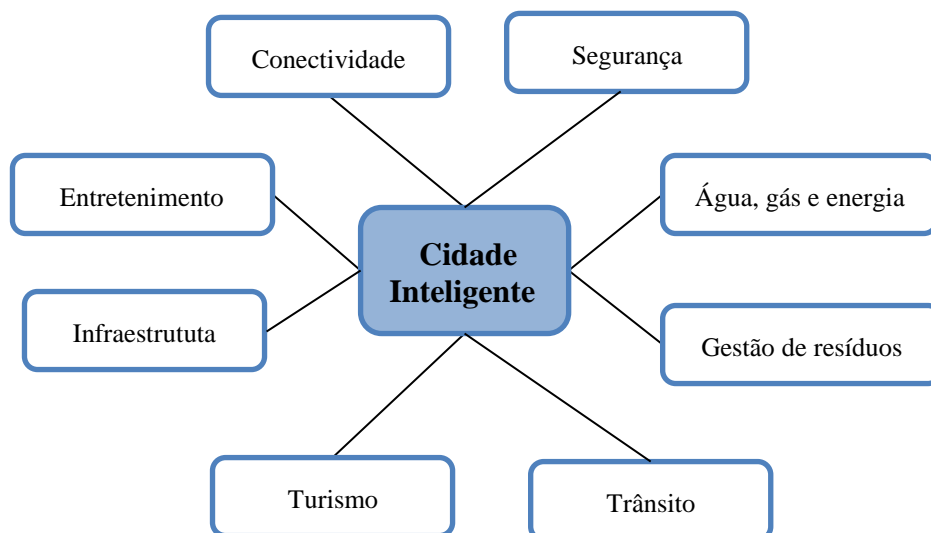 Conectividade
Segurança
Entretenimento
Água, gás e energia
Cidade
Inteligente
Infraestrututa
Gestão de resíduos
Turismo
Trânsito